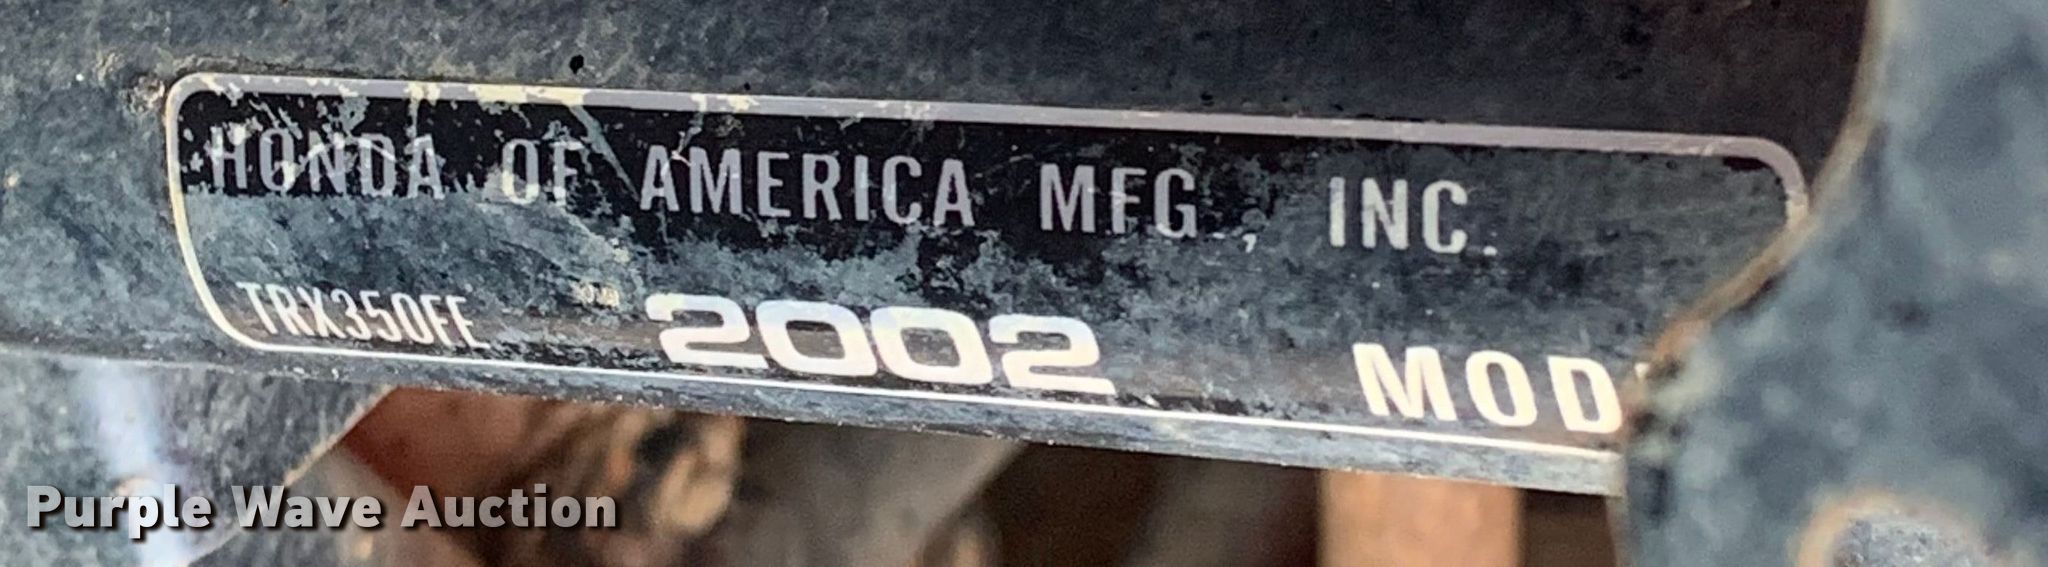 HONDA OF AMERICA MFG., INC.
TRX350FE 2002 MOD
Purple Wave Auction